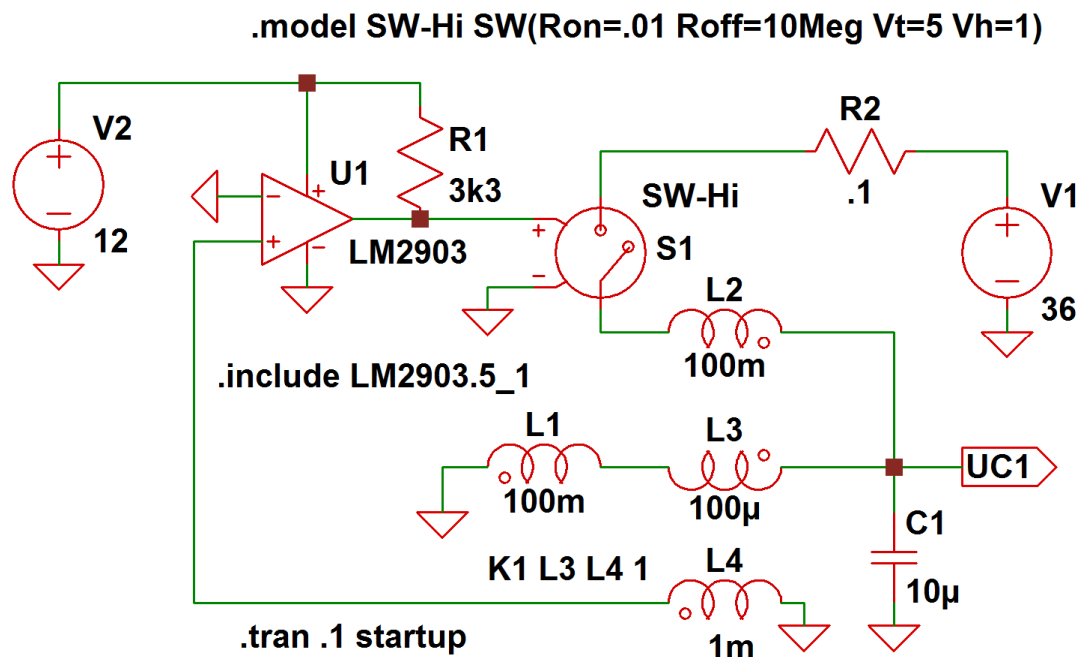 .model SW-Hi SW(Ron=.01 Roff=10Meg Vt=5 Vh=1)
V2
12
R1
3k3
U1
LM2903
R2
.1
SW-Hi
S1
V1
36
L2
100m
.include LM2903.5_1
L1
100m
L3
100µ
UC1
C1
10µ
K1 L3 L4 1
L4
1m
.tran .1 startup